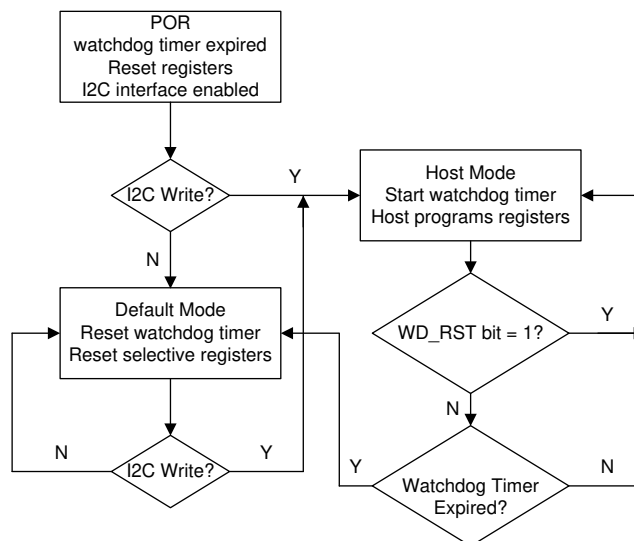 POR
watchdog timer expired
Reset registers
I2C interface enabled
I2C Write?
Y
N
Host Mode
Start watchdog timer
Host programs registers
Default Mode
Reset watchdog timer
Reset selective registers
WD_RST bit = 1?
Y
N
I2C Write?
N
Y
Watchdog Timer
Expired?
Y
N